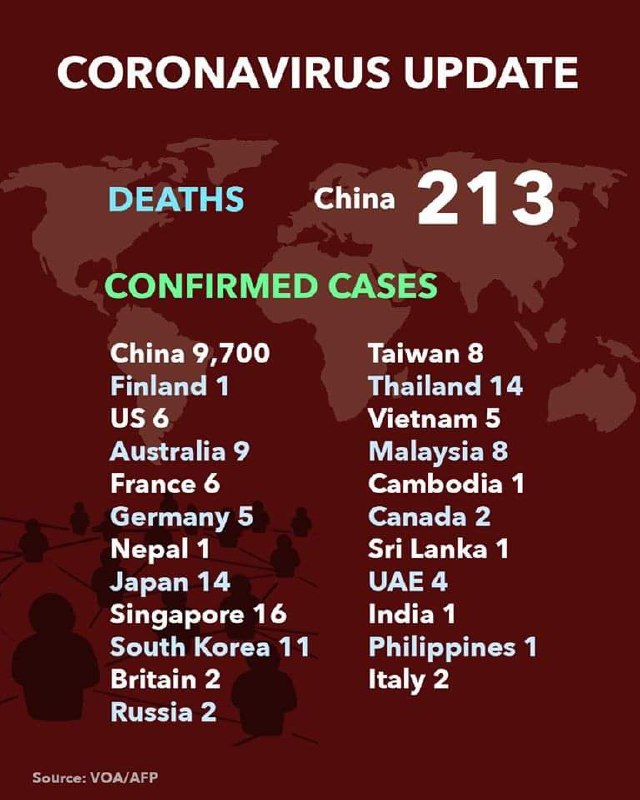 CORONAVIRUS UPDATE
DEATHS China 213
CONFIRMED CASES
China 9,700
Finland 1
US 6
Australia 9
France 6
Germany 5
Nepal 1
Japan 14
Singapore 16
South Korea 11
Britain 2
Russia 2
Taiwan 8
Thailand 14
Vietnam 5
Malaysia 8
Cambodia 1
Canada 2
Sri Lanka 1
UAE 4
India 1
Philippines 1
Italy 2
Source: VOA/AFP